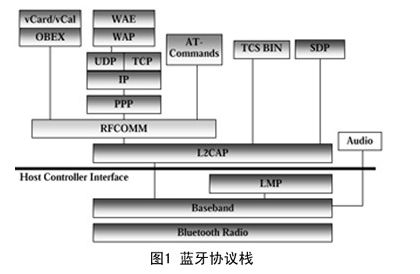 vCard/vCal
WAE
OBEX
WAP
AT-
Commands
TCS BIN
SDP
UDP
TCP
IP
PPP
RFCOMM
Audio
L2CAP
Host Controller Interface
LMP
Baseband
Bluetooth Radio
图1 蓝牙协议栈